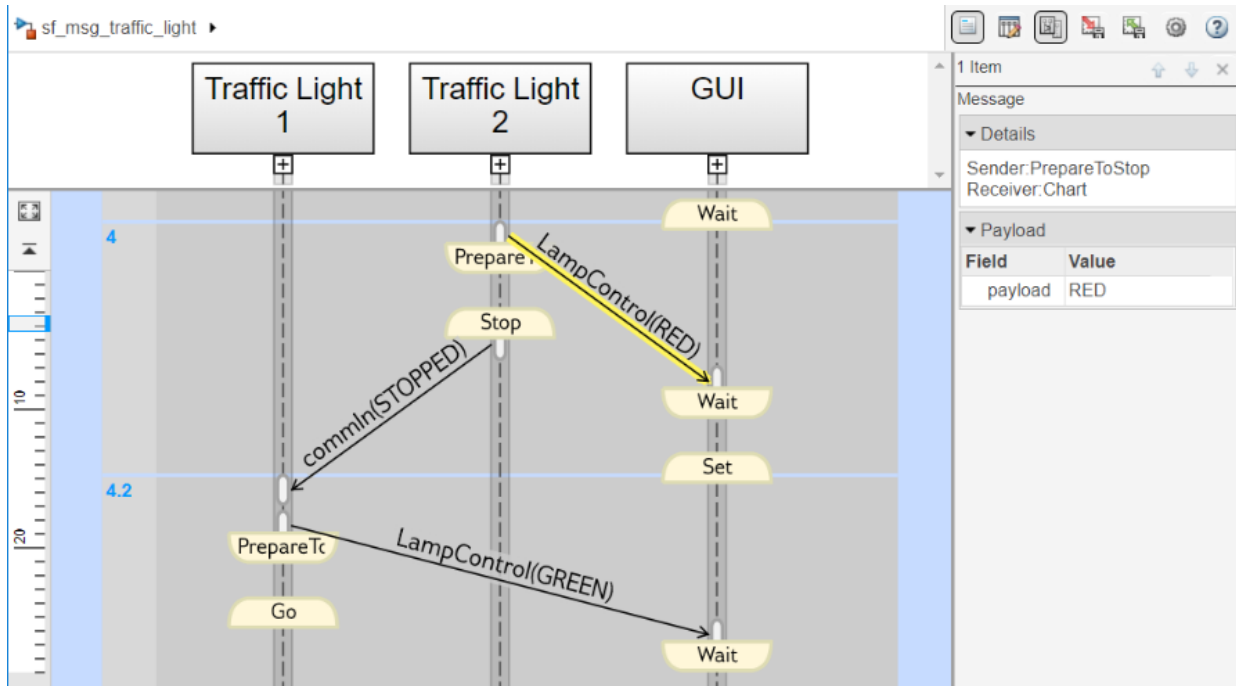 sf_msg_traffic_light
1 Item
Message
Details
Sender:PrepareToStop
Receiver:Chart
Payload
Field Value
payload RED
Traffic Light
1
Traffic Light
2
GUI
Wait
4
PrepareT
LampControl(RED)
Stop
commIn(STOPPED)
Wait
10
Set
4.2
20
PrepareTo
LampControl(GREEN)
Go
Wait